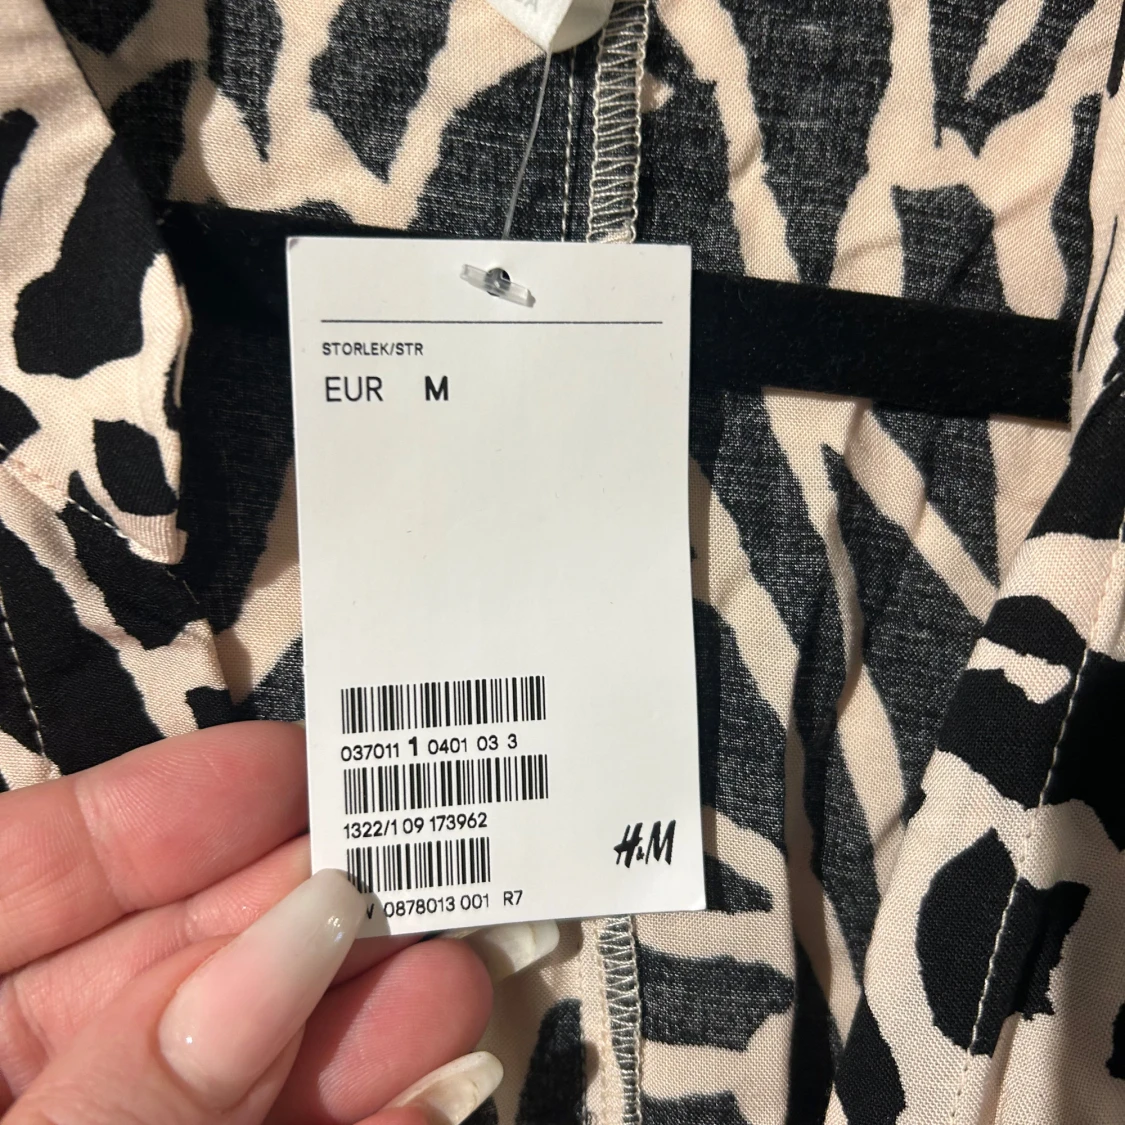 STORLEK/STR
EUR M
037011 1 0401 03 3
1322/1 09 173962
0878013 001 R7
H&M